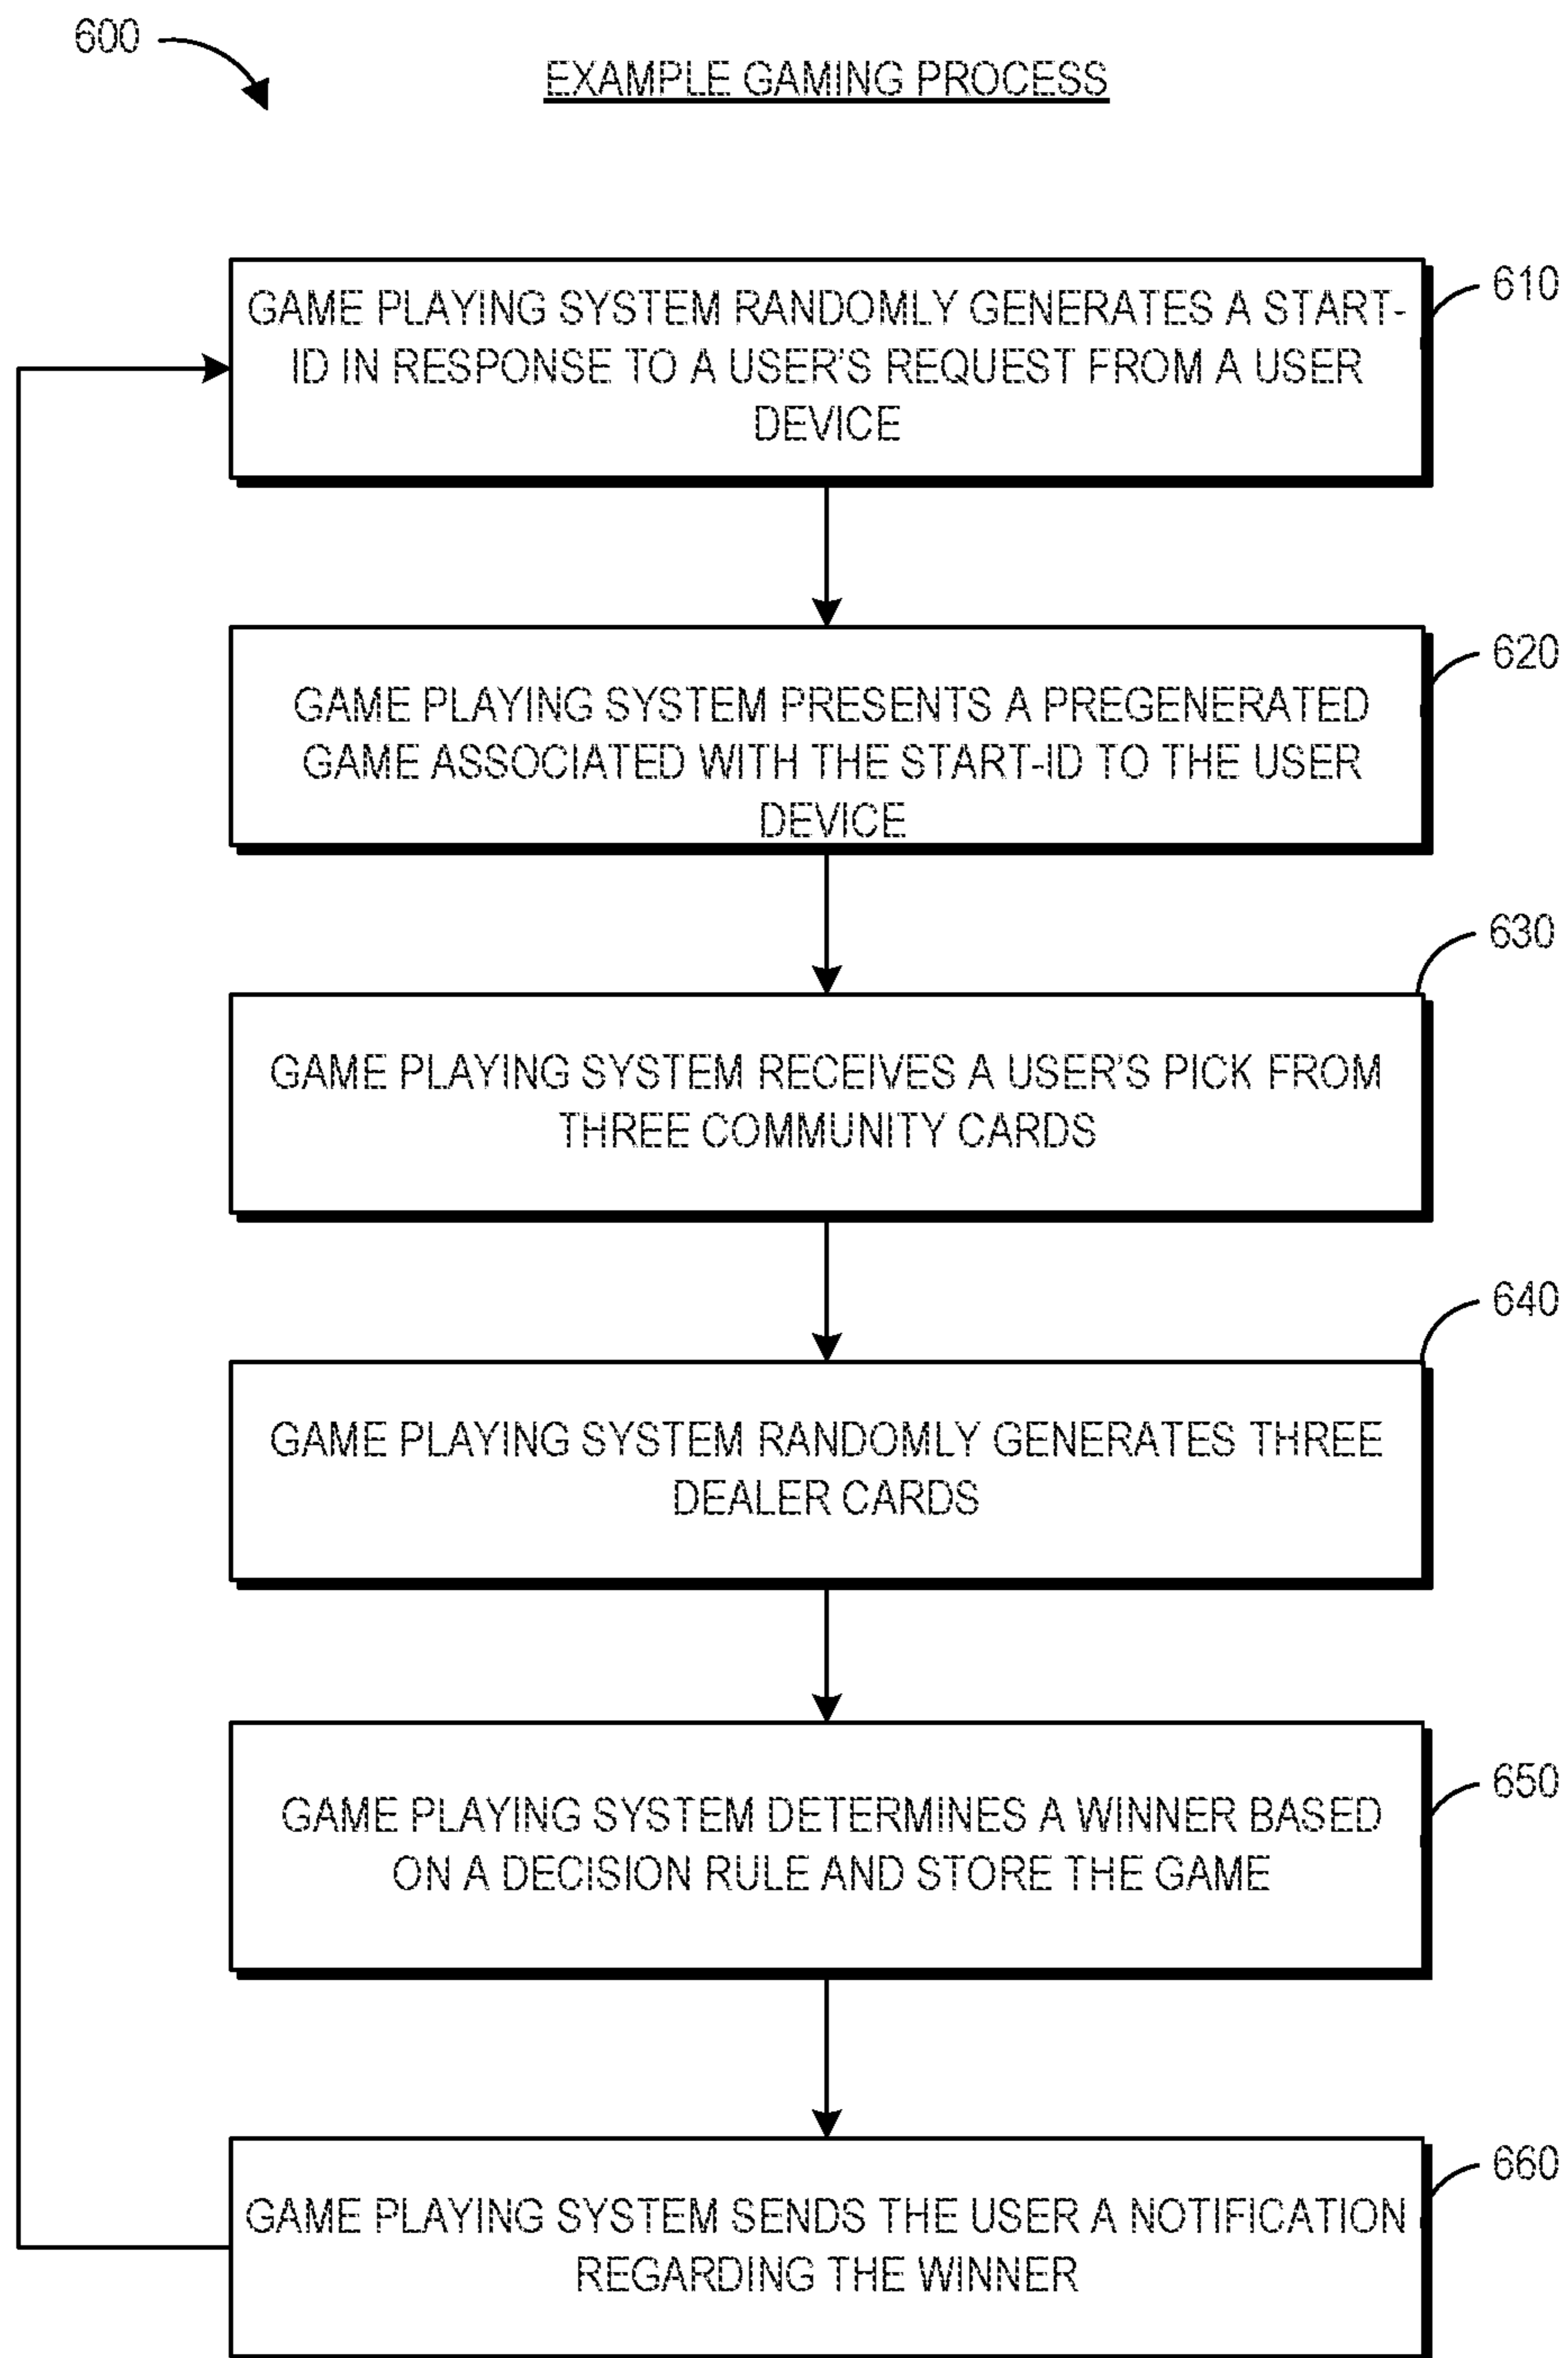 600
EXAMPLE GAMING PROCESS
610
GAME PLAYING SYSTEM RANDOMLY GENERATES A START-
ID IN RESPONSE TO A USER'S REQUEST FROM A USER
DEVICE
620
GAME PLAYING SYSTEM PRESENTS A PREGENERATED
GAME ASSOCIATED WITH THE START-ID TO THE USER
DEVICE
630
GAME PLAYING SYSTEM RECEIVES A USER'S PICK FROM
THREE COMMUNITY CARDS
640
GAME PLAYING SYSTEM RANDOMLY GENERATES THREE
DEALER CARDS
650
GAME PLAYING SYSTEM DETERMINES A WINNER BASED
ON A DECISION RULE AND STORE THE GAME
660
GAME PLAYING SYSTEM SENDS THE USER A NOTIFICATION
REGARDING THE WINNER